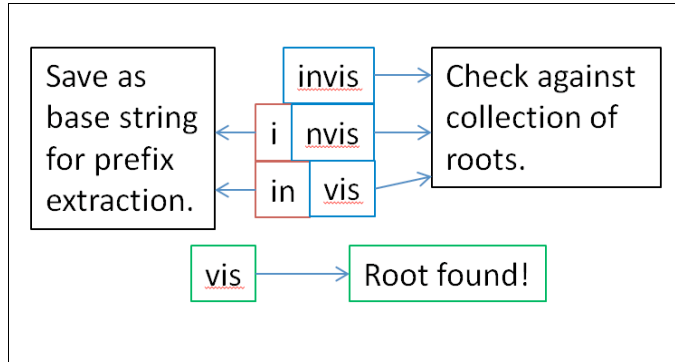 Save as
base string
for prefix
extraction.
invis
i nvis
in vis
Check against
collection of
roots.
vis
Root found!